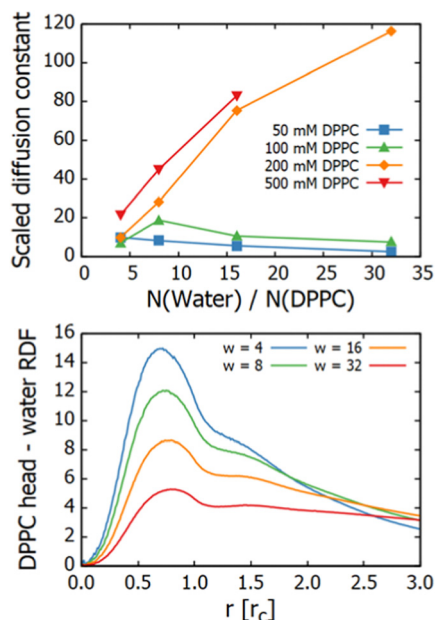 120
100
80
60
40
20
0
Scaled diffusion constant
50 mM DPPC
100 mM DPPC
200 mM DPPC
500 mM DPPC
0 5 10 15 20 25 30 35
N(Water) / N(DPPC)
16
14
12
10
8
6
4
2
0
DPPC head - water RDF
w = 4 w = 16
w = 8 w = 32
0.0 0.5 1.0 1.5 2.0 2.5 3.0
r [rc]